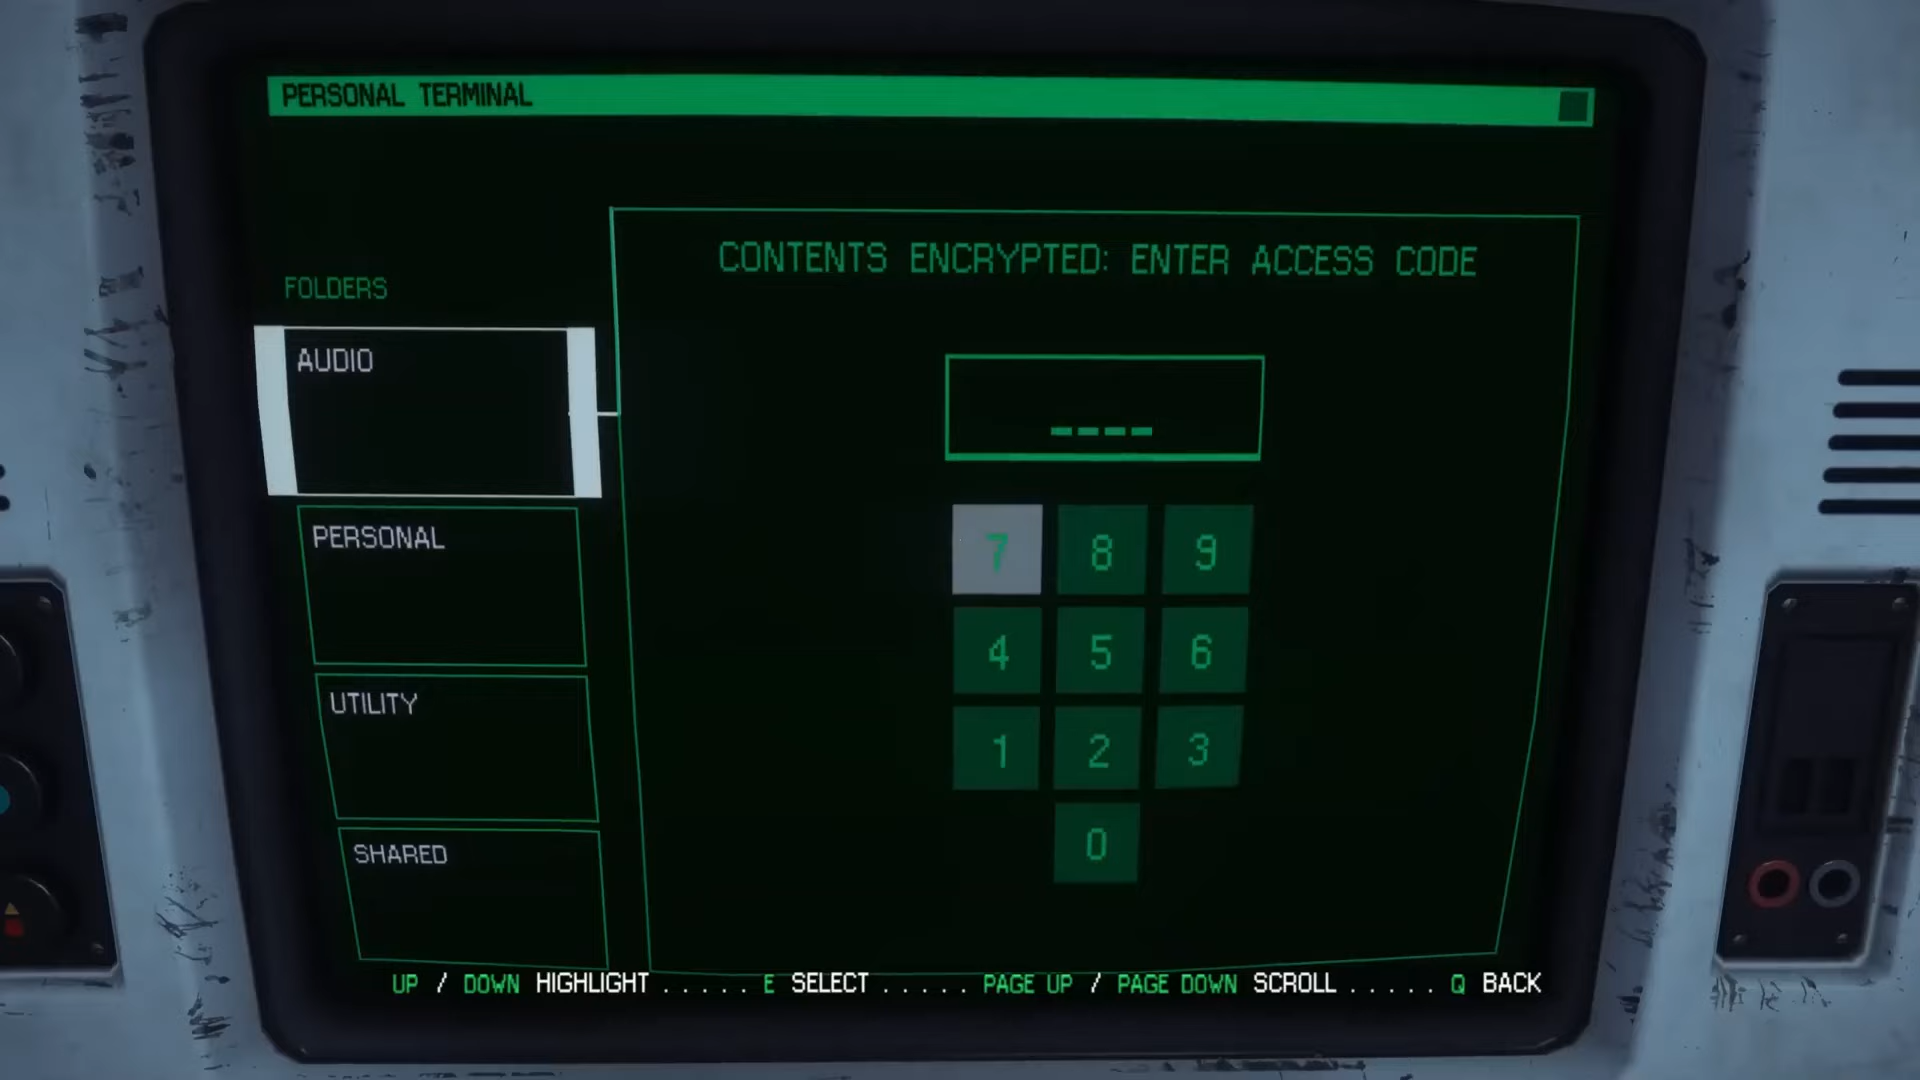 PERSONAL TERMINAL
CONTENTS ENCRYPTED: ENTER ACCESS CODE
FOLDERS
AUDIO
PERSONAL
UTILITY
SHARED
_ _ _ _
7 8 9
4 5 6
1 2 3
0
UP / DOWN HIGHLIGHT ..... E SELECT ..... PAGE UP / PAGE DOWN SCROLL ..... Q BACK